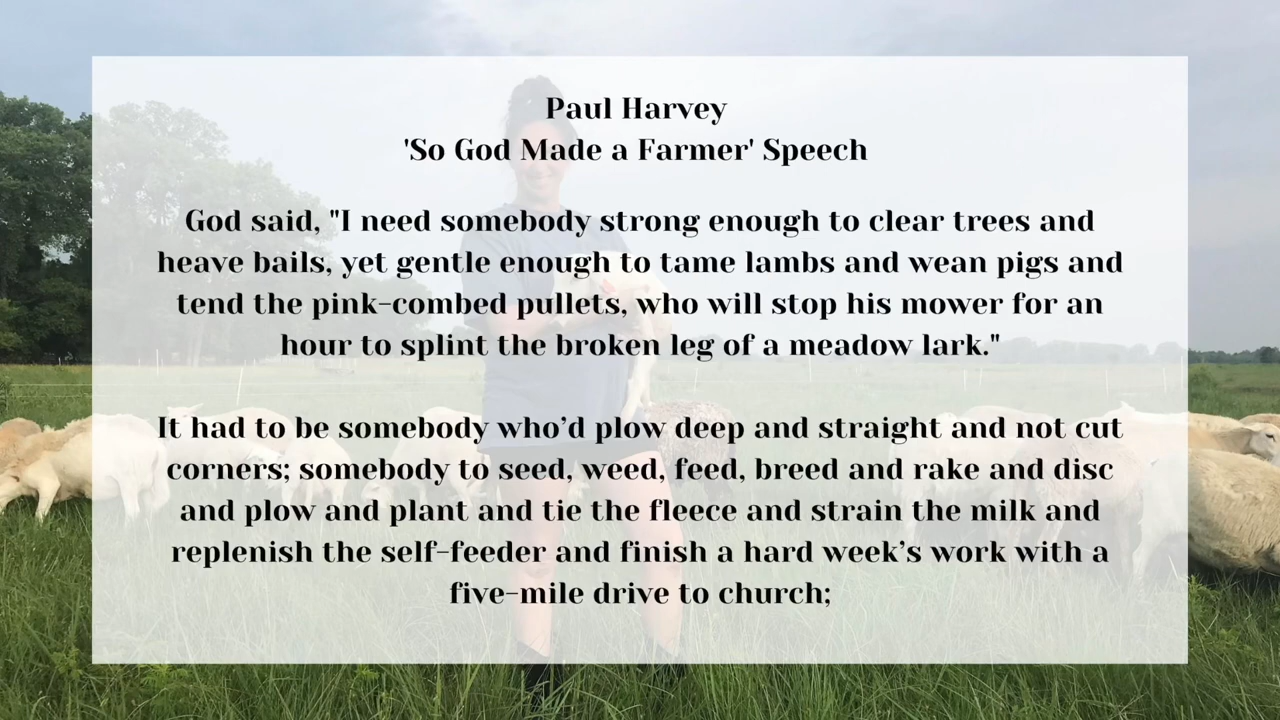 Paul Harvey
'So God Made a Farmer' Speech
God said, "I need somebody strong enough to clear trees and
heave bails, yet gentle enough to tame lambs and wean pigs and
tend the pink-combed pullets, who will stop his mower for an
hour to splint the broken leg of a meadow lark."
It had to be somebody who’d plow deep and straight and not cut
corners; somebody to seed, weed, feed, breed and rake and disc
and plow and plant and tie the fleece and strain the milk and
replenish the self-feeder and finish a hard week’s work with a
five-mile drive to church;